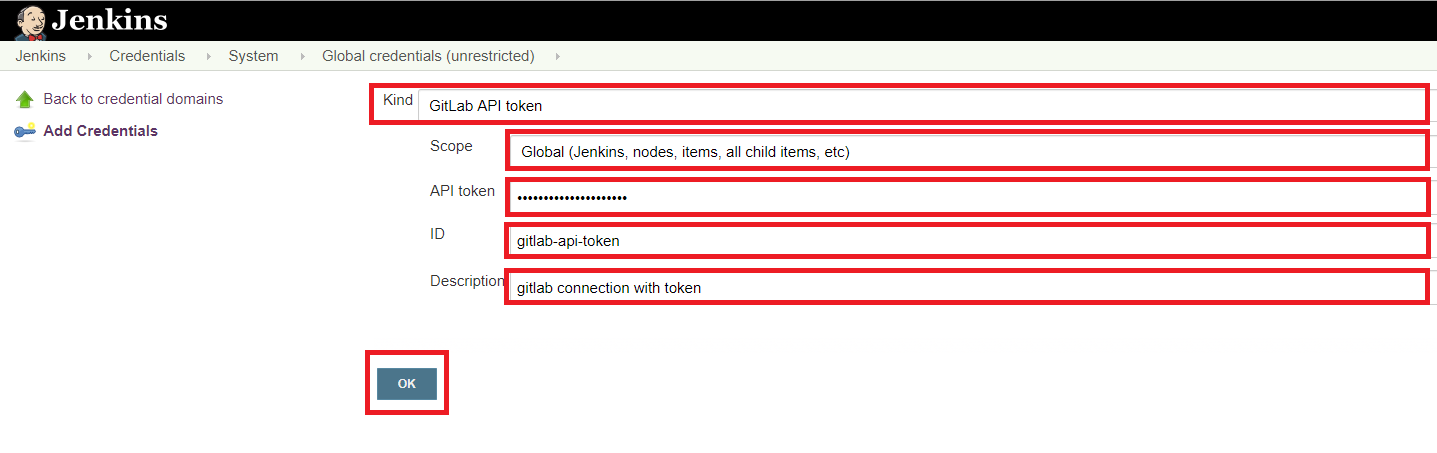 Jenkins
Jenkins Credentials System Global credentials (unrestricted)
Back to credential domains
Add Credentials
Kind GitLab API token
Scope Global (Jenkins, nodes, items, all child items, etc)
API token •••••••••••••••••••••
ID gitlab-api-token
Description gitlab connection with token
OK